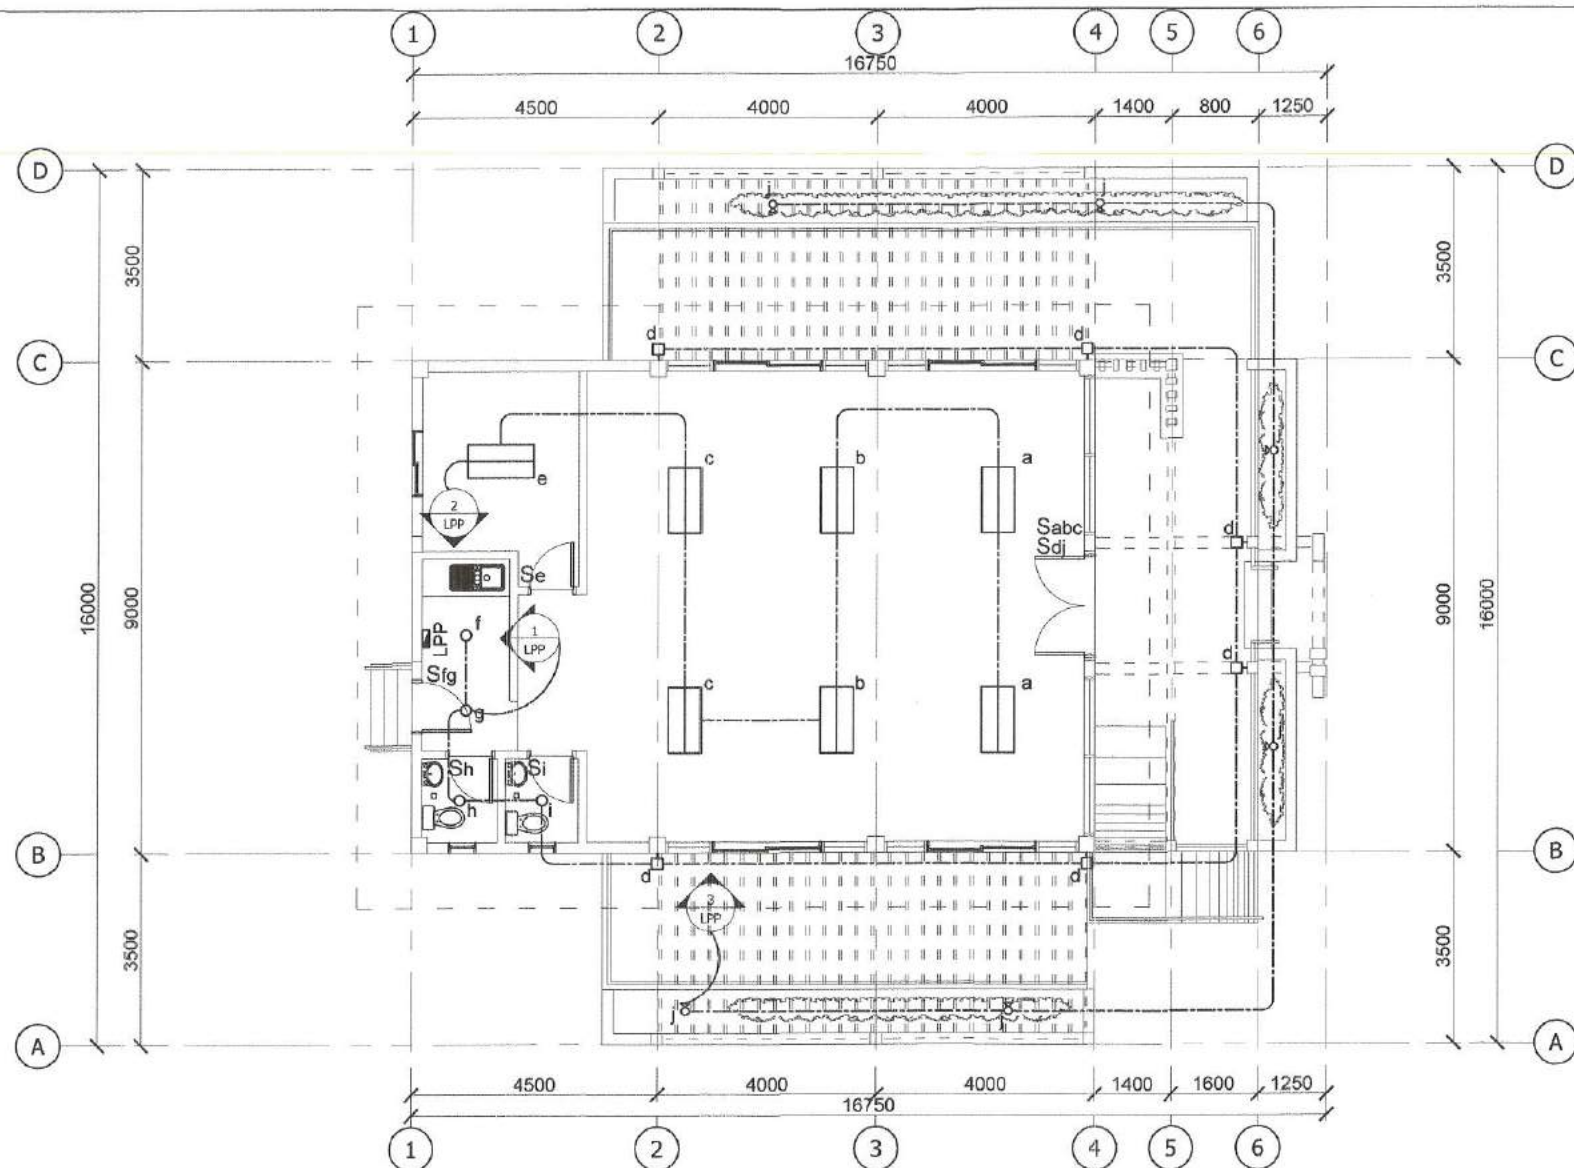 1 2 3 4 5 6
16750
4500 4000 4000 1400 800 1250
D D
3500 3500
j j
d d
C C
c b a
e
2
LPP
Sabc
Sdj
d
Se
16000 9000 9000 16000
LPP f
1
LPP
Sfg
d
g
c b a
Sh Si
h i
B B
d d
3
LPP
3500 3500
j j
A A
4500 4000 4000 1400 1600 1250
16750
1 2 3 4 5 6